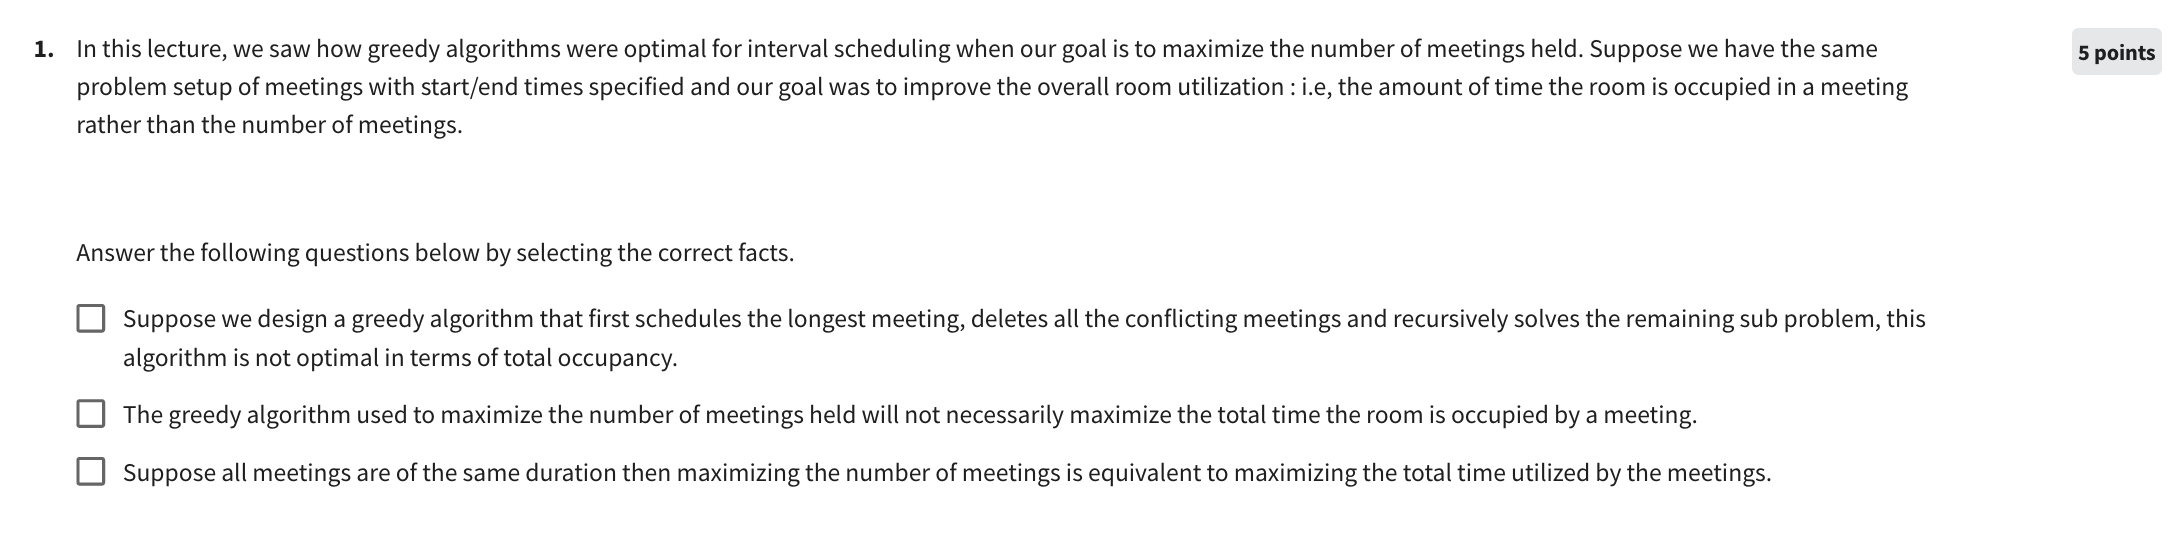 1. In this lecture, we saw how greedy algorithms were optimal for interval scheduling when our goal is to maximize the number of meetings held. Suppose we have the same
5 points
problem setup of meetings with start/end times specified and our goal was to improve the overall room utilization : i.e, the amount of time the room is occupied in a meeting
rather than the number of meetings.
Answer the following questions below by selecting the correct facts.
Suppose we design a greedy algorithm that first schedules the longest meeting, deletes all the conflicting meetings and recursively solves the remaining sub problem, this
algorithm is not optimal in terms of total occupancy.
The greedy algorithm used to maximize the number of meetings held will not necessarily maximize the total time the room is occupied by a meeting.
Suppose all meetings are of the same duration then maximizing the number of meetings is equivalent to maximizing the total time utilized by the meetings.